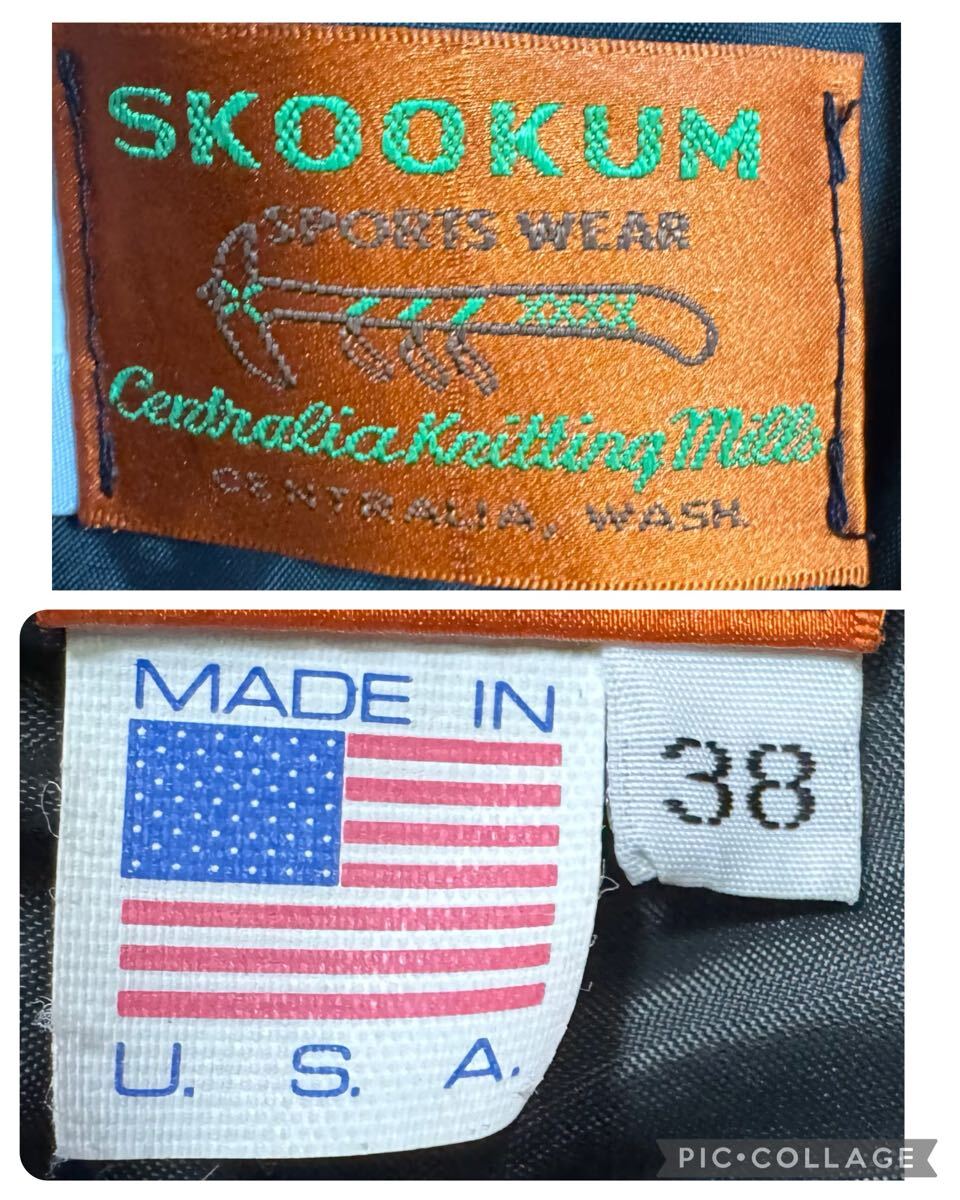 SKOOKUM
SPORTS WEAR
Centralia Knitting Mills
CENTRALIA, WASH.
MADE IN
38
U. S. A.
PIC•COLLAGE